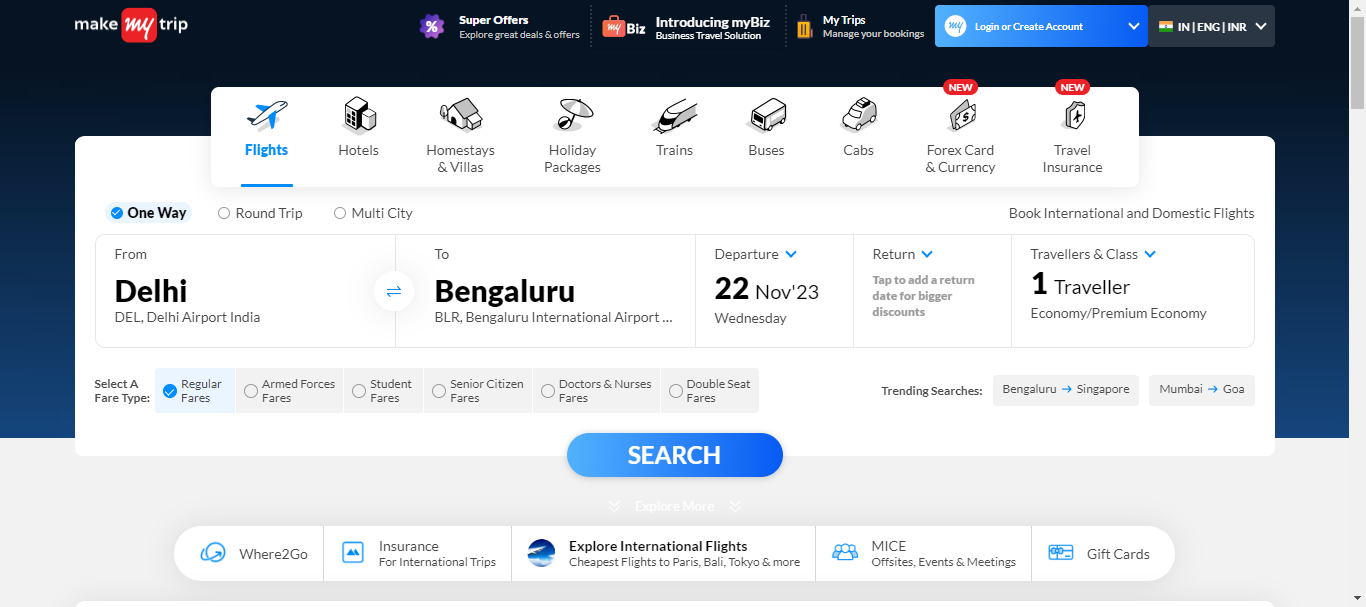 make my trip
%
Super Offers
Explore great deals & offers
my Biz
Introducing myBiz
Business Travel Solution
My Trips
Manage your bookings
my
Login or Create Account
IN | ENG | INR
NEW
NEW
Flights
Hotels
Homestays
& Villas
Holiday
Packages
Trains
Buses
Cabs
Forex Card
& Currency
Travel
Insurance
One Way
Round Trip
Multi City
Book International and Domestic Flights
From
Delhi
DEL, Delhi Airport India
To
Bengaluru
BLR, Bengaluru International Airport ...
Departure
22 Nov'23
Wednesday
Return
Tap to add a return
date for bigger
discounts
Travellers & Class
1 Traveller
Economy/Premium Economy
Select A
Fare Type:
Regular
Fares
Armed Forces
Fares
Student
Fares
Senior Citizen
Fares
Doctors & Nurses
Fares
Double Seat
Fares
Trending Searches:
Bengaluru → Singapore
Mumbai → Goa
SEARCH
Explore More
Where2Go
Insurance
For International Trips
Explore International Flights
Cheapest Flights to Paris, Bali, Tokyo & more
MICE
Offsites, Events & Meetings
Gift Cards